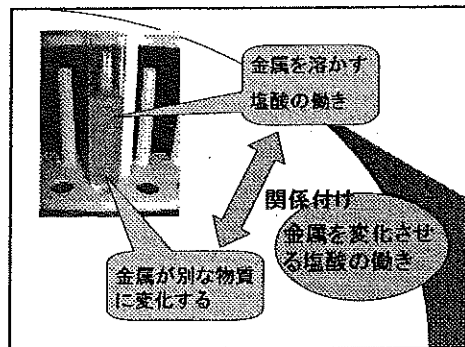 金属を溶かす
塩酸の働き
関係付け
金属を変化させ
る塩酸の働き
金属が別な物質
に変化する